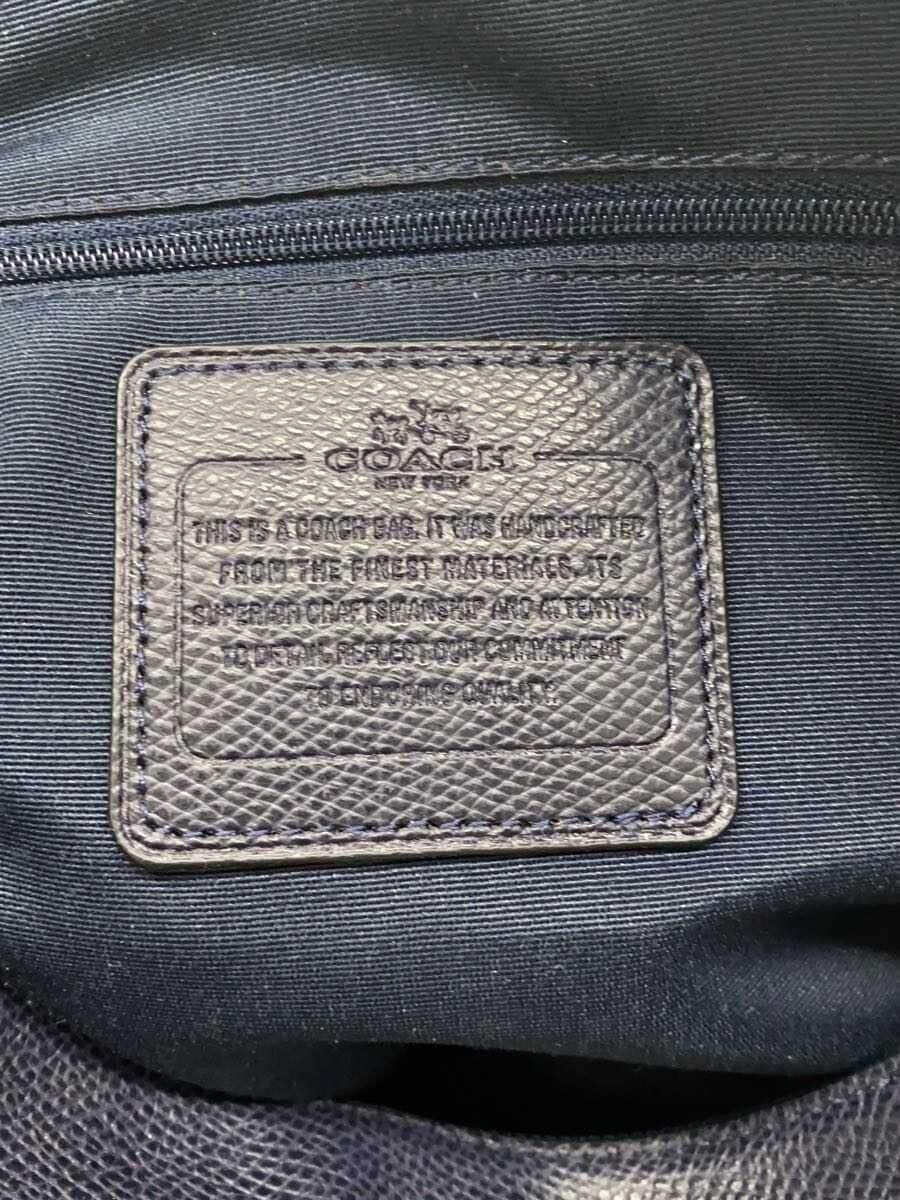 COACH
NEW YORK
THIS IS A COACH BAG. IT WAS HANDCRAFTED
FROM THE FINEST MATERIALS. ITS
SUPERIOR CRAFTSMANSHIP AND ATTENTION
TO DETAIL REFLECT OUR COMMITMENT
TO ENDURING QUALITY.